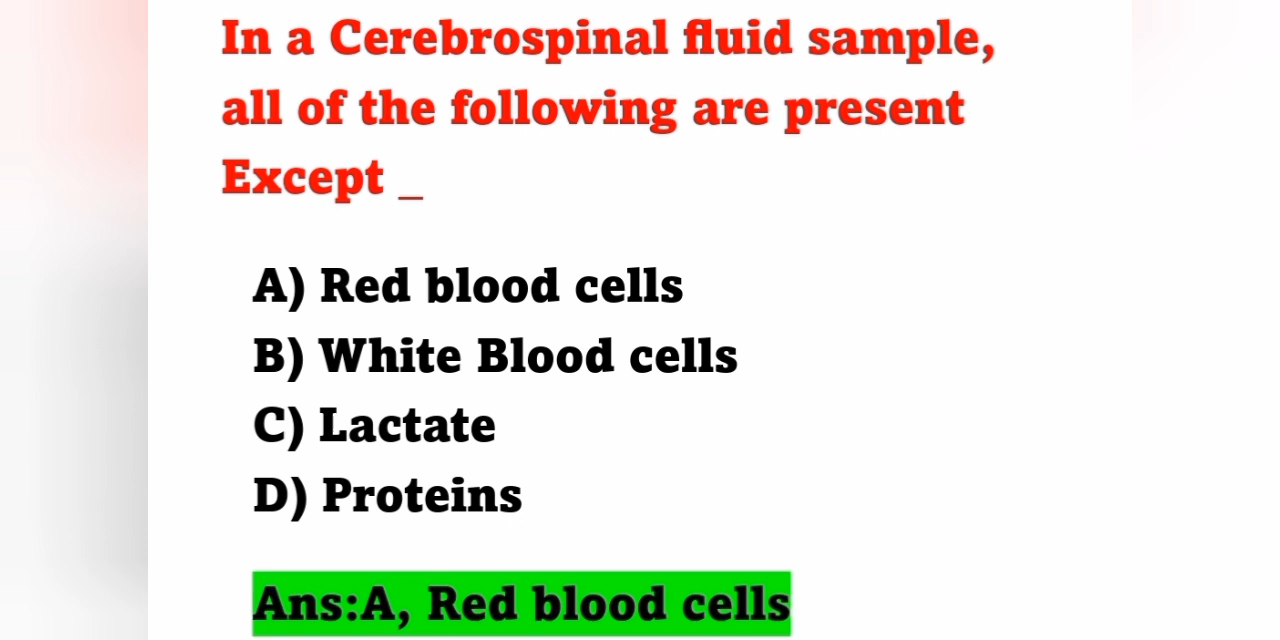 In a Cerebrospinal fluid sample,
all of the following are present
Except _
A) Red blood cells
B) White Blood cells
C) Lactate
D) Proteins
Ans:A, Red blood cells